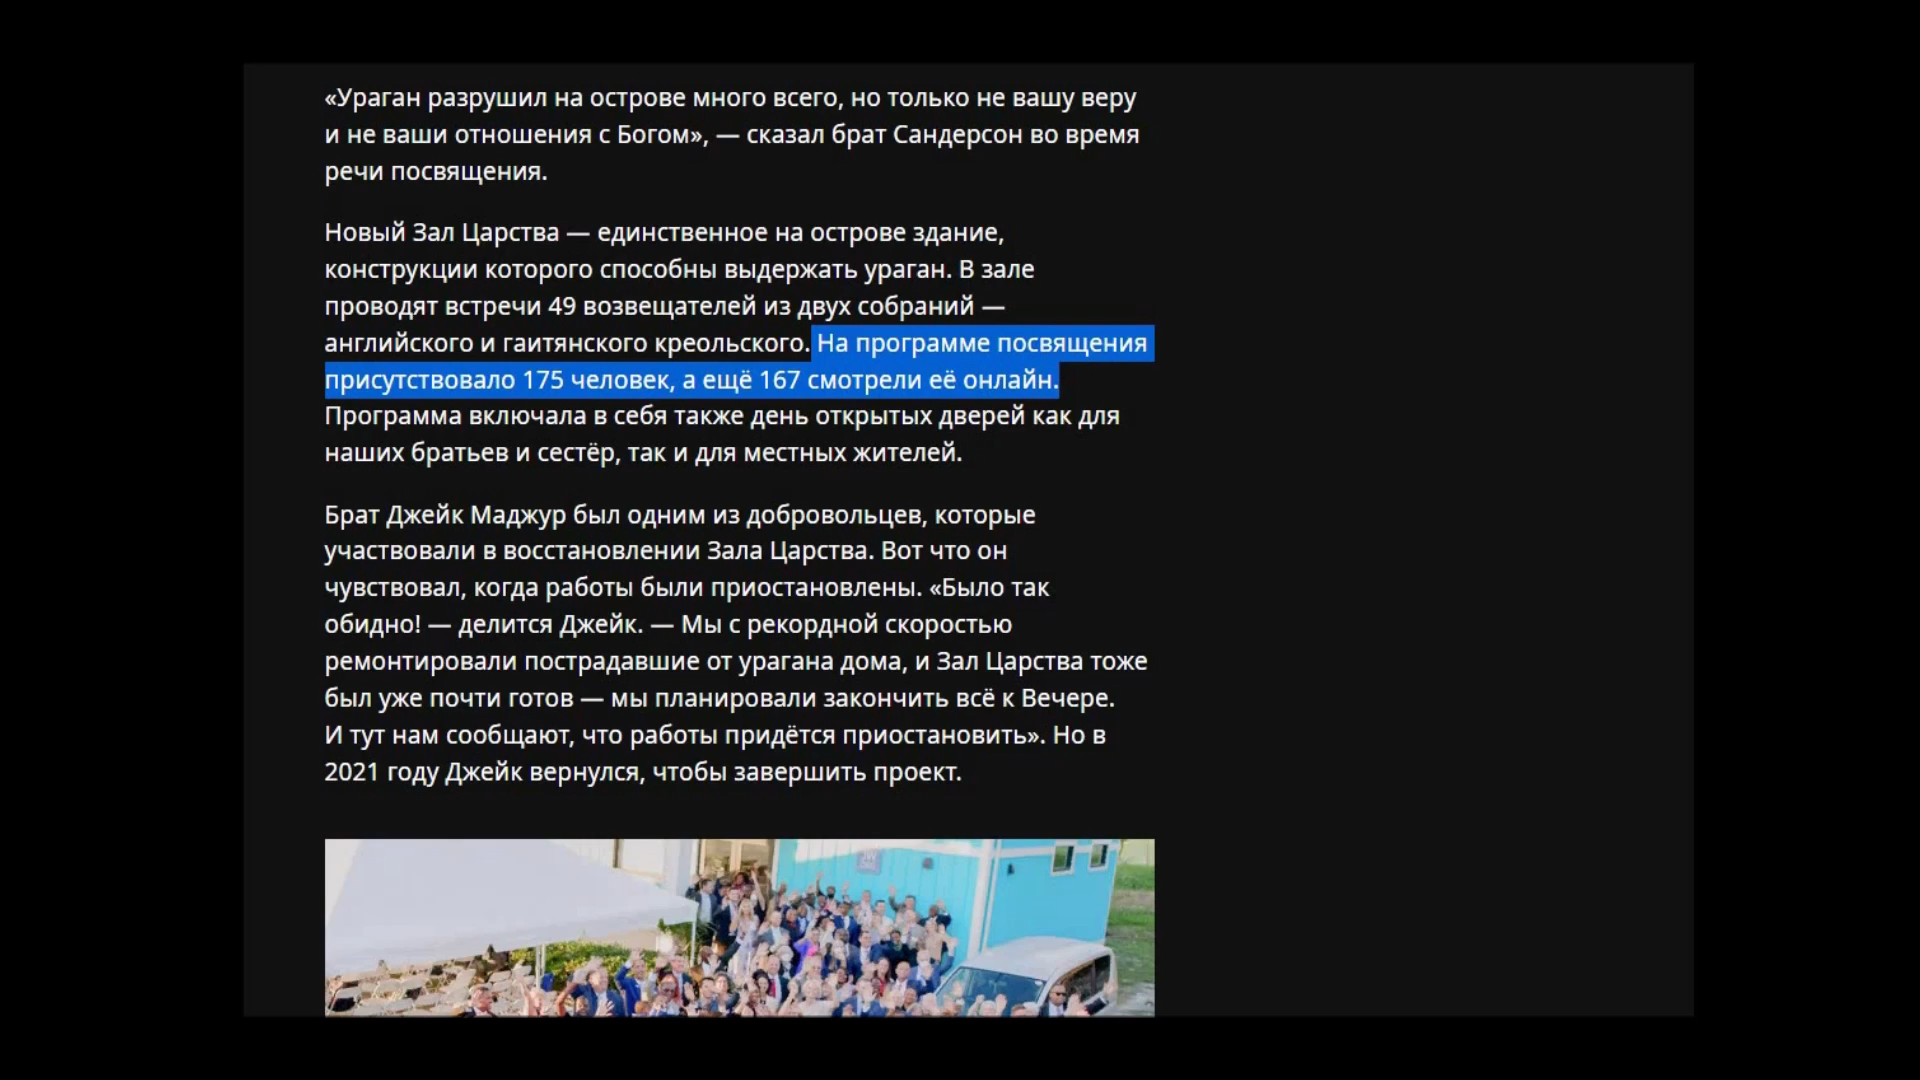 «Ураган разрушил на острове много всего, но только не вашу веру
и не ваши отношения с Богом», — сказал брат Сандерсон во время
речи посвящения.
Новый Зал Царства — единственное на острове здание,
конструкции которого способны выдержать ураган. В зале
проводят встречи 49 возвещателей из двух собраний —
английского и гаитянского креольского. На программе посвящения
присутствовало 175 человек, а ещё 167 смотрели её онлайн.
Программа включала в себя также день открытых дверей как для
наших братьев и сестёр, так и для местных жителей.
Брат Джейк Маджур был одним из добровольцев, которые
участвовали в восстановлении Зала Царства. Вот что он
чувствовал, когда работы были приостановлены. «Было так
обидно! — делится Джейк. — Мы с рекордной скоростью
ремонтировали пострадавшие от урагана дома, и Зал Царства тоже
был уже почти готов — мы планировали закончить всё к Вечере.
И тут нам сообщают, что работы придётся приостановить». Но в
2021 году Джейк вернулся, чтобы завершить проект.